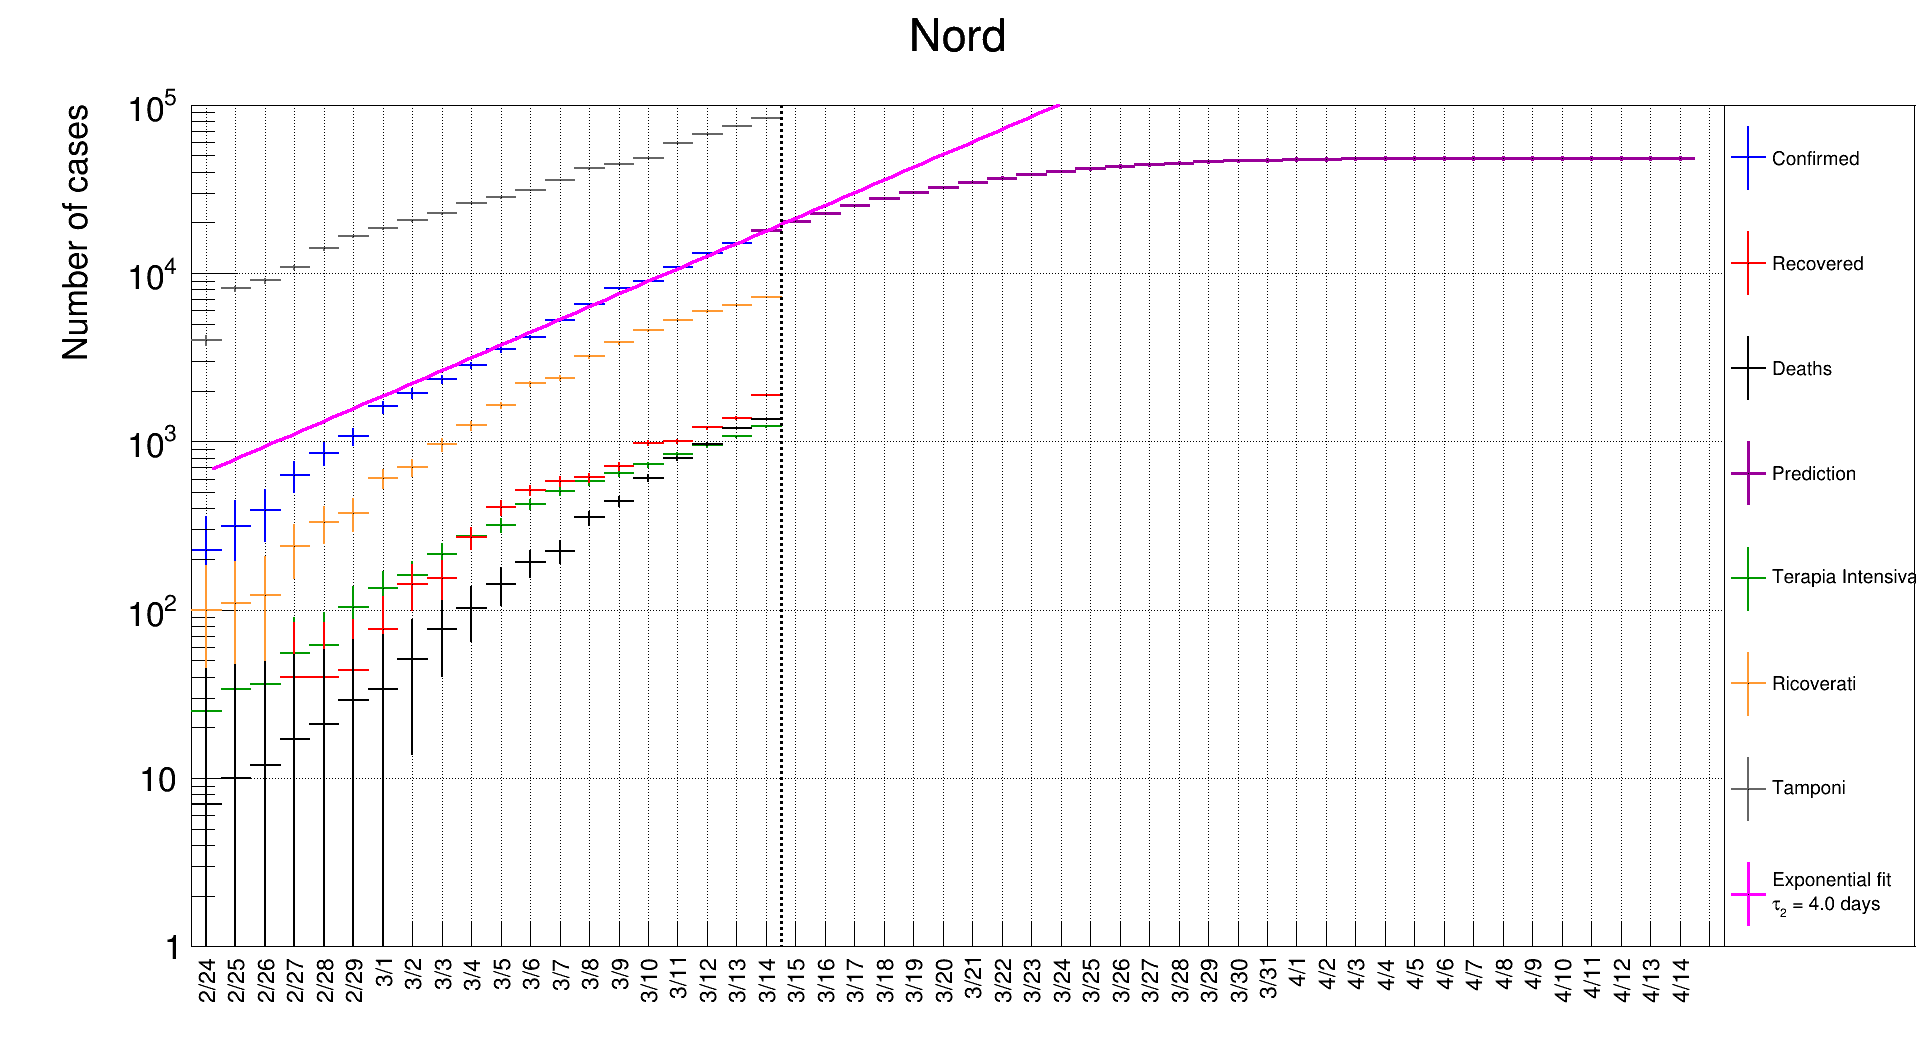 Nord
Number of cases
10^5
10^4
10^3
10^2
10
1
2/24 2/25 2/26 2/27 2/28 2/29 3/1 3/2 3/3 3/4 3/5 3/6 3/7 3/8 3/9 3/10 3/11 3/12 3/13 3/14 3/15 3/16 3/17 3/18 3/19 3/20 3/21 3/22 3/23 3/24 3/25 3/26 3/27 3/28 3/29 3/30 3/31 4/1 4/2 4/3 4/4 4/5 4/6 4/7 4/8 4/9 4/10 4/11 4/12 4/13 4/14
Confirmed
Recovered
Deaths
Prediction
Terapia Intensiva
Ricoverati
Tamponi
Exponential fit
τ_2 = 4.0 days